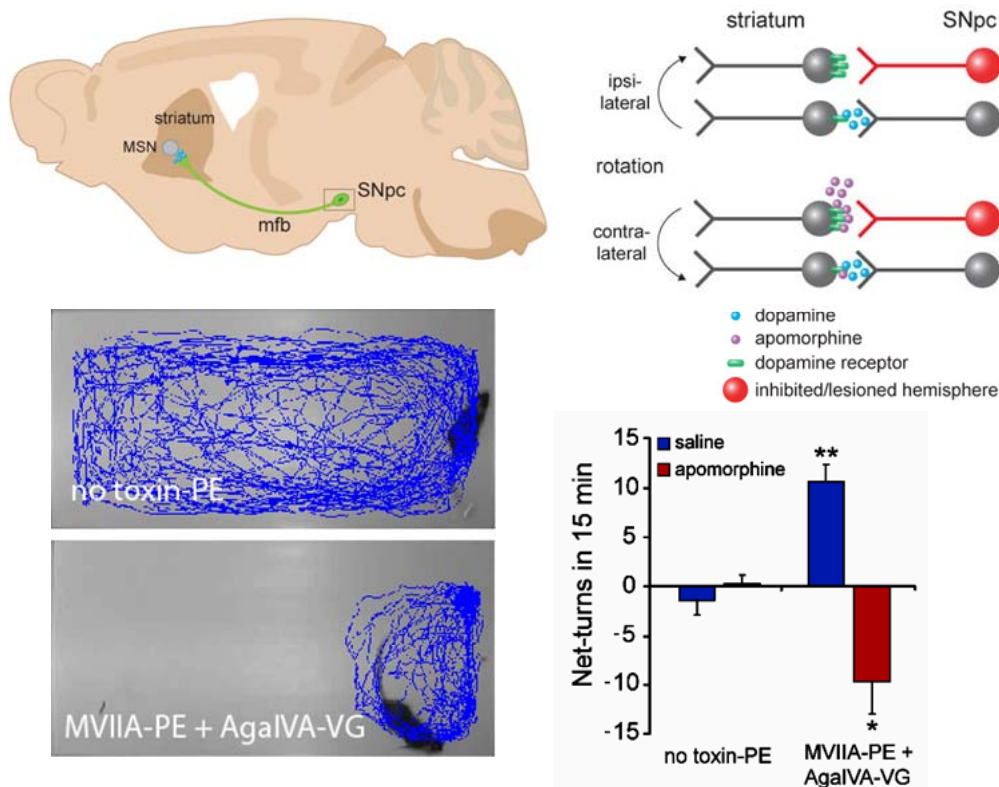 striatum
MSN
SNpc
mfb
striatum
SNpc
ipsi-
lateral
rotation
contra-
lateral
dopamine
apomorphine
dopamine receptor
inhibited/lesioned hemisphere
no toxin-PE
MVIIA-PE + AgaIVA-VG
15
10
5
0
-5
-10
-15
Net-turns in 15 min
saline
apomorphine
**
*
no toxin-PE
MVIIA-PE +
AgaIVA-VG